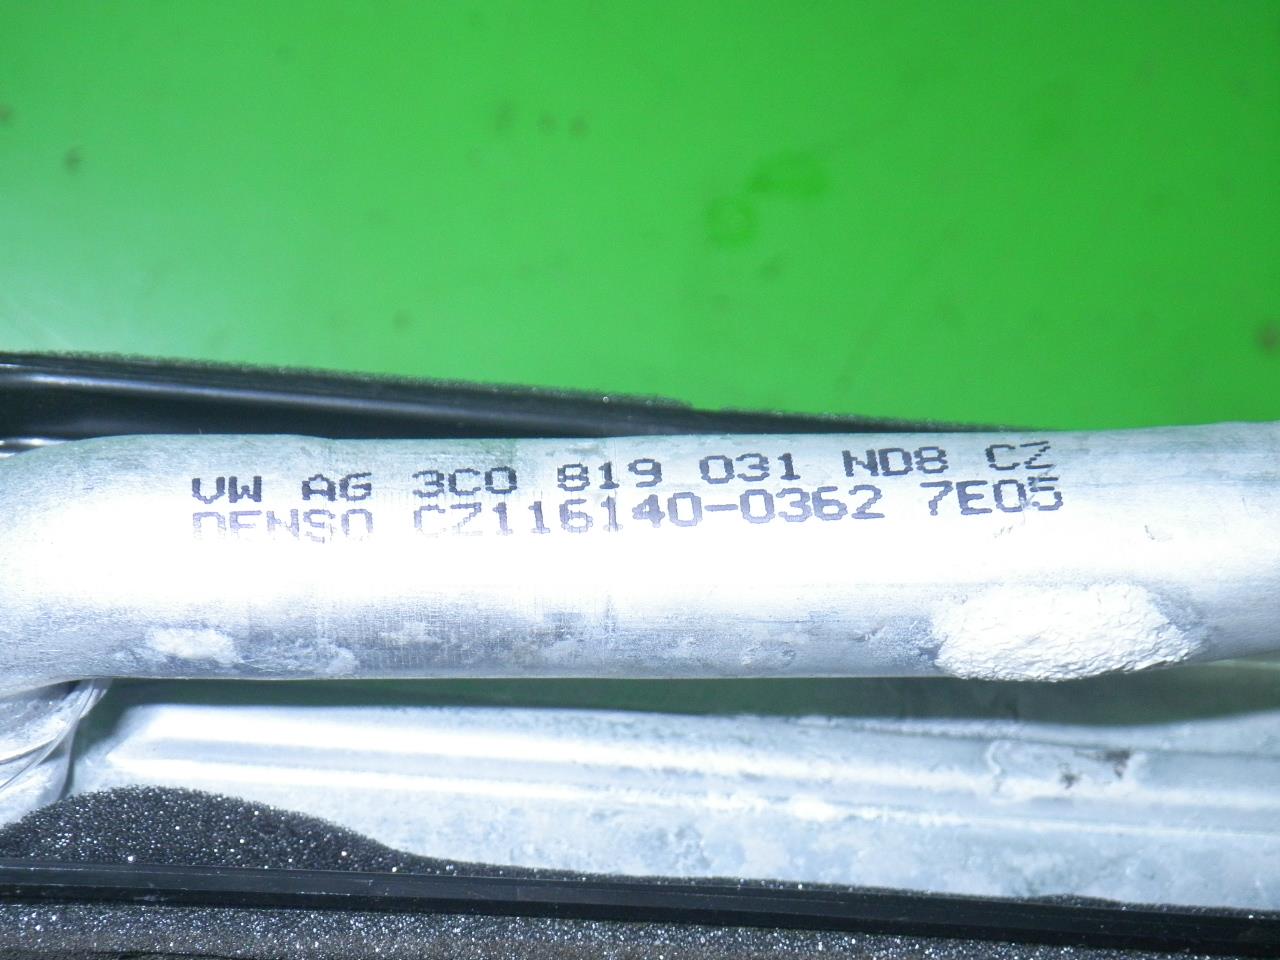 VW AG 3C0 819 031 ND8 CZ
DENSO CZ116140-0362 7E05